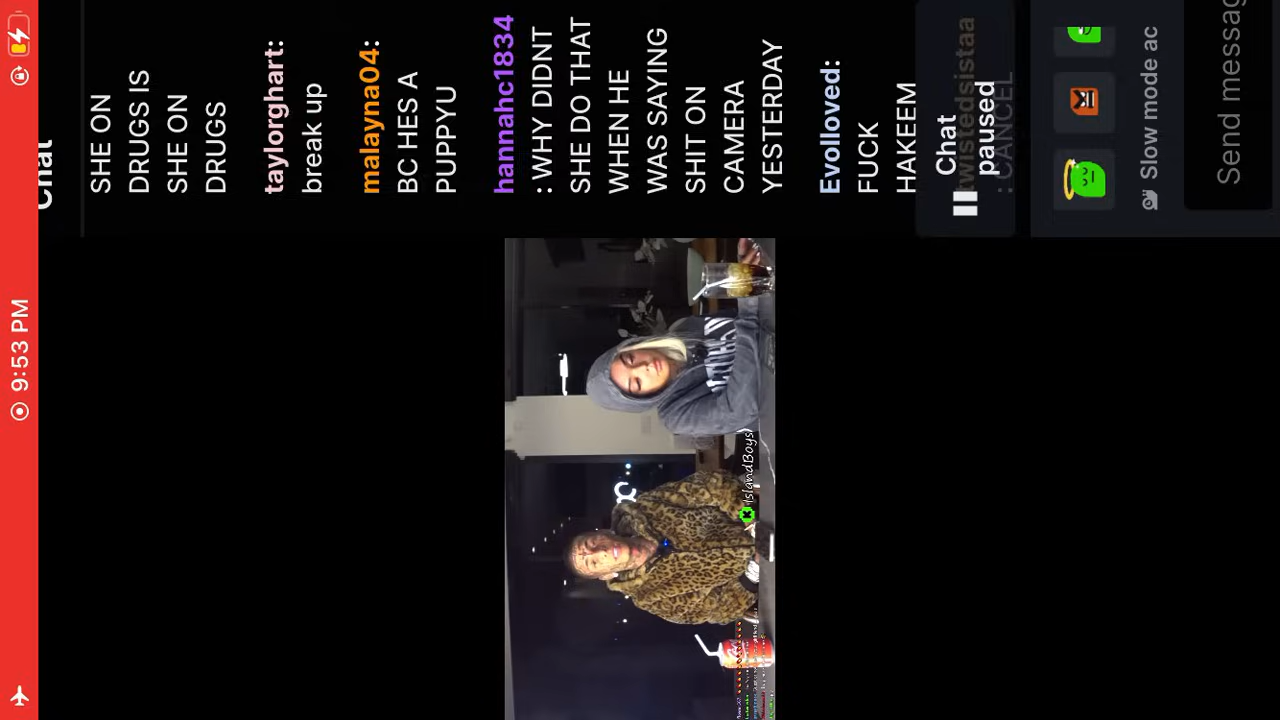 9:53 PM
Chat
SHE ON
DRUGS IS
SHE ON
DRUGS
taylorghart:
break up
malayna04:
BC HES A
PUPPYU
hannahc1834
: WHY DIDNT
SHE DO THAT
WHEN HE
WAS SAYING
SHIT ON
CAMERA
YESTERDAY
Evolloved:
FUCK
HAKEEM
twistedsistaa
: CANCEL
Chat
paused
Slow mode ac
Send messag
IslandBoys